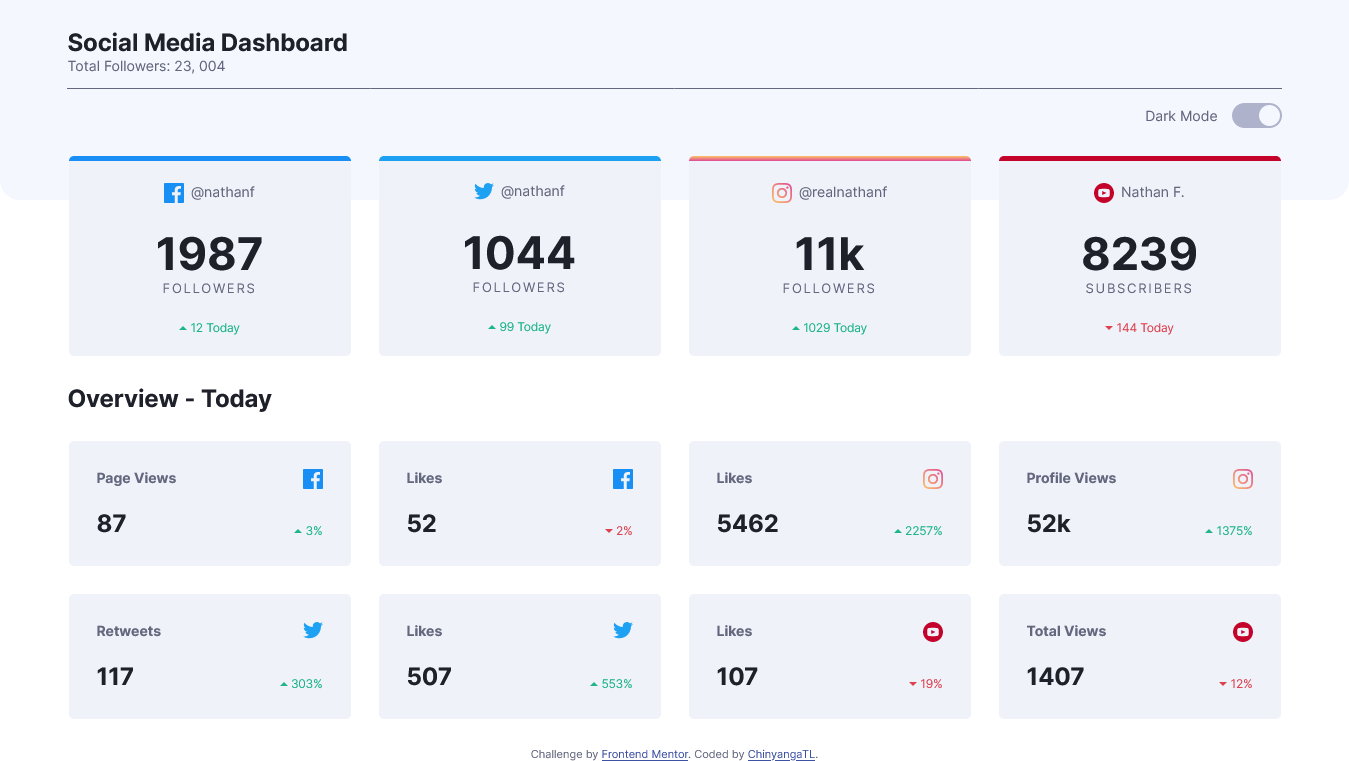 Social Media Dashboard
Total Followers: 23, 004
Dark Mode
@nathanf
1987
FOLLOWERS
12 Today
@nathanf
1044
FOLLOWERS
99 Today
@realnathanf
11k
FOLLOWERS
1029 Today
Nathan F.
8239
SUBSCRIBERS
144 Today
Overview - Today
Page Views
87
3%
Likes
52
2%
Likes
5462
2257%
Profile Views
52k
1375%
Retweets
117
303%
Likes
507
553%
Likes
107
19%
Total Views
1407
12%
Challenge by Frontend Mentor. Coded by ChinyangaTL.